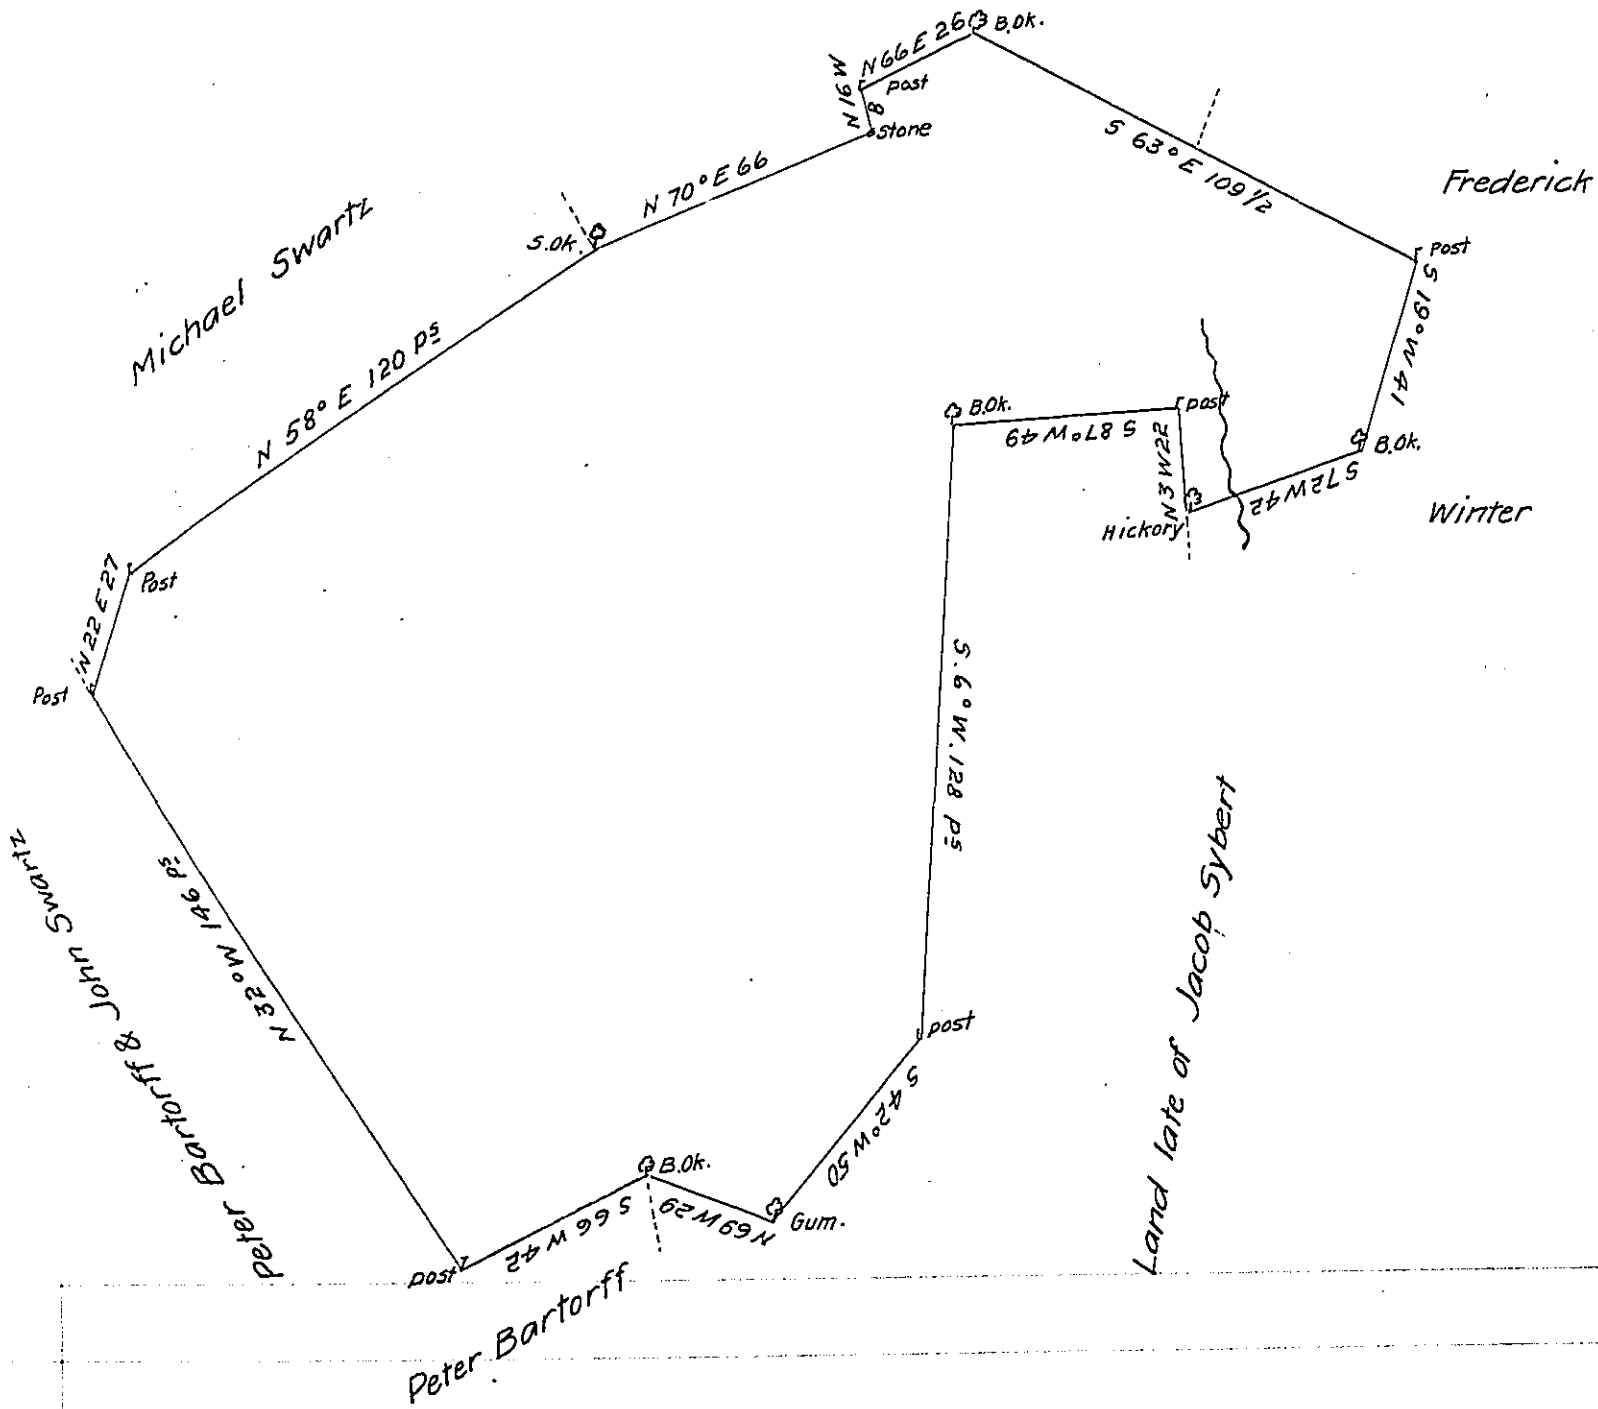 N66E 26
B.Ok.
N 16 W
8
post
Stone
S 63° E 109 1/2
Frederick
N 70° E 66
Michael Swartz
S.Ok.
Post
S 19° W 41
N 58° E 120 Ps
B.Ok.
S 87° W 49
post
N 3 W 22
B.Ok.
S 72 W 42
Hickory
Winter
N 22 E 27
Post
Post
S. 6° W. 128 Ps
N 32° W 146 Ps
Peter Bartorff & John Swartz
Land late of Jacob Sybert
post
S 42° W 50
B.Ok.
N 69 W 29
Gum.
S 66 W 42
post
Peter Bartorff